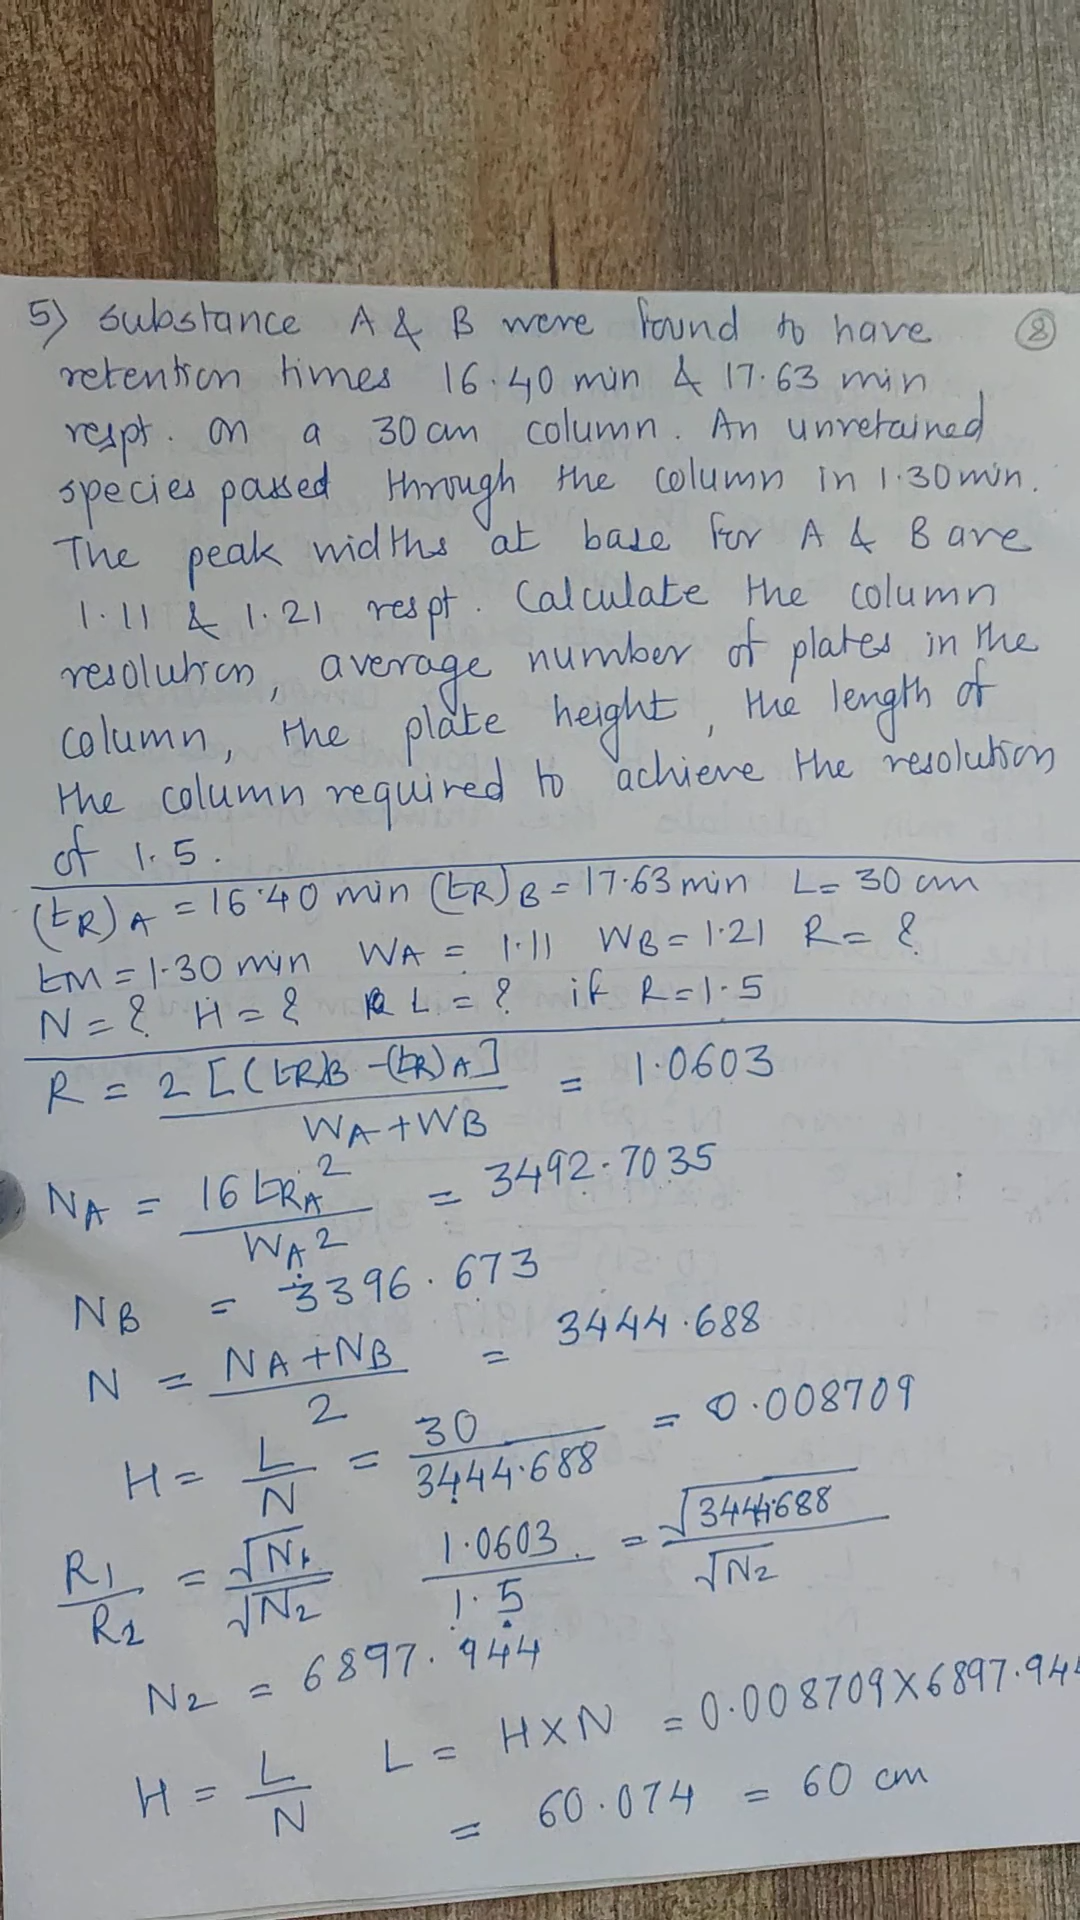 5) Substance A & B were found to have ⑧
retention times 16.40 min & 17.63 min
respt. on a 30 cm column. An unretained
species passed through the column in 1.30 min.
The peak widths at base for A & B are
1.11 & 1.21 respt. Calculate the column
resolution, average number of plates in the
column, the plate height, the length of
the column required to achieve the resolution
of 1.5.
(tR)A = 16.40 min (tR)B = 17.63 min L = 30 cm
tM = 1.30 min WA = 1.11 WB = 1.21 R = ?
N = ? H = ? L = ? if R = 1.5
R = 2[(tR)B - (tR)A] / WA + WB = 1.0603
NA = 16 tRA² / WA² = 3492.7035
NB = 3396.673
N = NA + NB / 2 = 3444.688
H = L / N = 30 / 3444.688 = 0.008709
R1 / R2 = √N1 / √N2 1.0603 / 1.5 = √3444.688 / √N2
N2 = 6897.944
H = L / N L = H × N = 0.008709 × 6897.944
= 60.074 = 60 cm